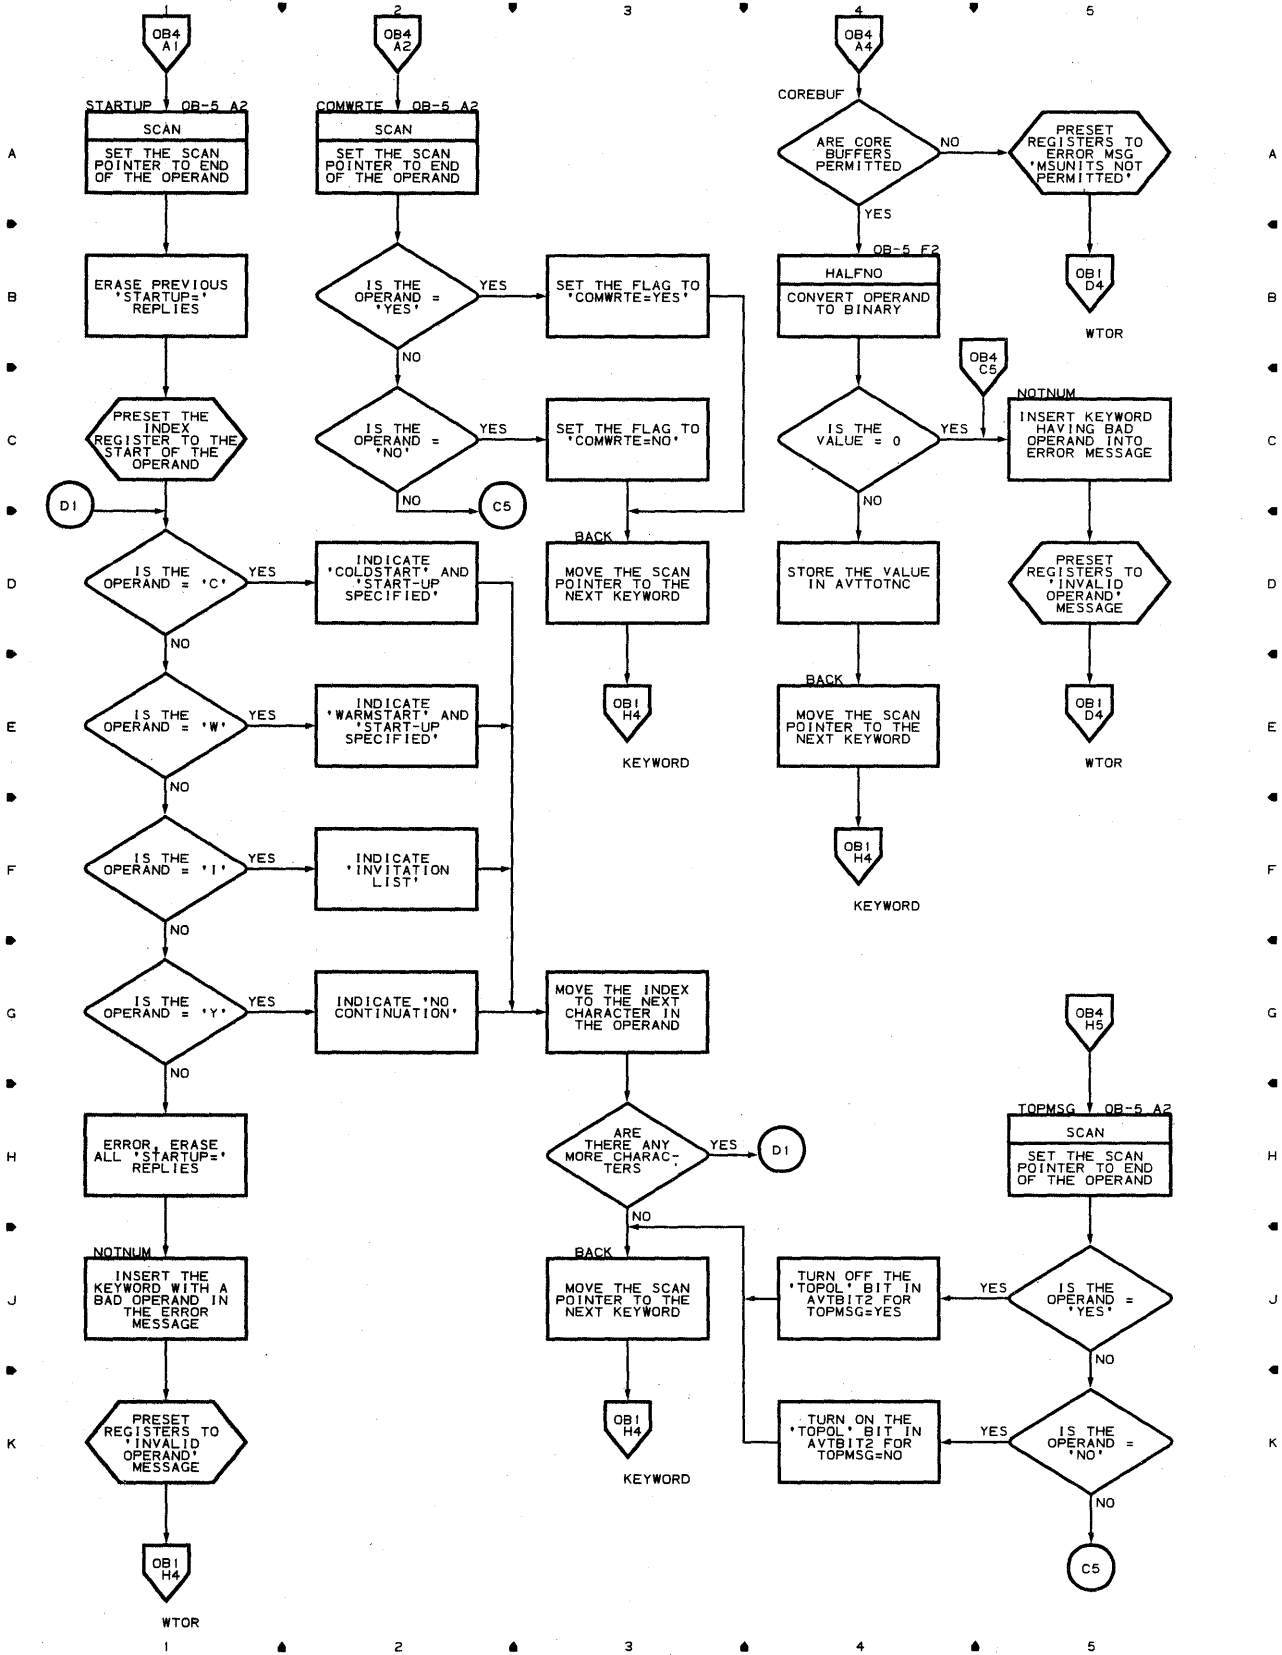 1
2
3
4
5
OB4
A1
OB4
A2
OB4
A4
STARTUP OB-5 A2
SCAN
SET THE SCAN
POINTER TO END
OF THE OPERAND
COMWRTE OB-5 A2
SCAN
SET THE SCAN
POINTER TO END
OF THE OPERAND
COREBUF
ARE CORE
BUFFERS
PERMITTED
NO
YES
PRESET
REGISTERS TO
ERROR MSG
'MSUNITS NOT
PERMITTED'
A
A
ERASE PREVIOUS
'STARTUP='
REPLIES
IS THE
OPERAND =
'YES'
YES
NO
SET THE FLAG TO
'COMWRTE=YES'
OB-5 F2
HALFNO
CONVERT OPERAND
TO BINARY
OB1
D4
WTOR
B
B
PRESET THE
INDEX
REGISTER TO THE
START OF THE
OPERAND
IS THE
OPERAND =
'NO'
YES
NO
SET THE FLAG TO
'COMWRTE=NO'
IS THE
VALUE = 0
YES
NO
OB4
C5
NOTNUM
INSERT KEYWORD
HAVING BAD
OPERAND INTO
ERROR MESSAGE
C
C
D1
C5
IS THE
OPERAND = 'C'
YES
NO
INDICATE
'COLDSTART' AND
'START-UP
SPECIFIED'
BACK
MOVE THE SCAN
POINTER TO THE
NEXT KEYWORD
STORE THE VALUE
IN AVTTOTNC
PRESET
REGISTERS TO
'INVALID
OPERAND'
MESSAGE
D
D
IS THE
OPERAND = 'W'
YES
NO
INDICATE
'WARMSTART' AND
'START-UP
SPECIFIED'
OB1
H4
KEYWORD
BACK
MOVE THE SCAN
POINTER TO THE
NEXT KEYWORD
OB1
D4
WTOR
E
E
IS THE
OPERAND = 'I'
YES
NO
INDICATE
'INVITATION
LIST'
OB1
H4
KEYWORD
F
F
IS THE
OPERAND = 'Y'
YES
NO
INDICATE 'NO
CONTINUATION'
MOVE THE INDEX
TO THE NEXT
CHARACTER IN
THE OPERAND
OB4
H5
G
G
ERROR, ERASE
ALL 'STARTUP='
REPLIES
ARE
THERE ANY
MORE CHARAC-
TERS
YES
D1
NO
TOPMSG OB-5 A2
SCAN
SET THE SCAN
POINTER TO END
OF THE OPERAND
H
H
NOTNUM
INSERT THE
KEYWORD WITH A
BAD OPERAND IN
THE ERROR
MESSAGE
BACK
MOVE THE SCAN
POINTER TO THE
NEXT KEYWORD
TURN OFF THE
'TOPOL' BIT IN
AVTBIT2 FOR
TOPMSG=YES
YES
IS THE
OPERAND =
'YES'
NO
J
J
PRESET
REGISTERS TO
'INVALID
OPERAND'
MESSAGE
OB1
H4
KEYWORD
TURN ON THE
'TOPOL' BIT IN
AVTBIT2 FOR
TOPMSG=NO
YES
IS THE
OPERAND =
'NO'
NO
K
K
OB1
H4
WTOR
C5
1
2
3
4
5